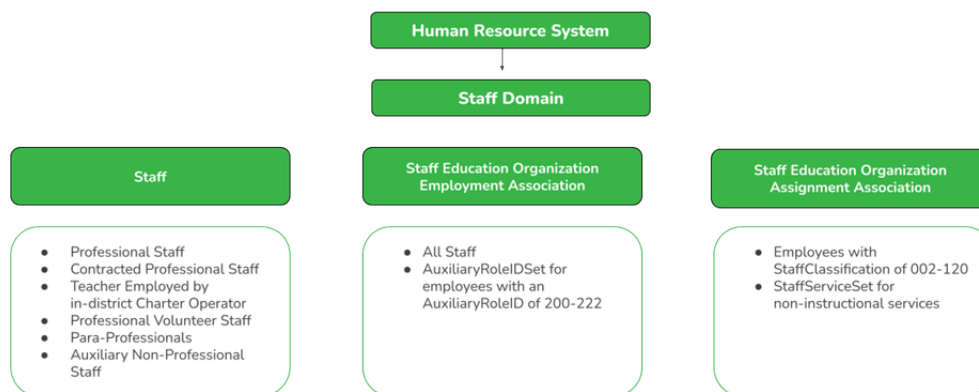 Human Resource System
Staff Domain
Staff
● Professional Staff
● Contracted Professional Staff
● Teacher Employed by
in-district Charter Operator
● Professional Volunteer Staff
● Para-Professionals
● Auxiliary Non-Professional
Staff
Staff Education Organization
Employment Association
● All Staff
● AuxiliaryRoleIDSet for
employees with an
AuxiliaryRoleID of 200-222
Staff Education Organization
Assignment Association
● Employees with
StaffClassification of 002-120
● StaffServiceSet for
non-instructional services